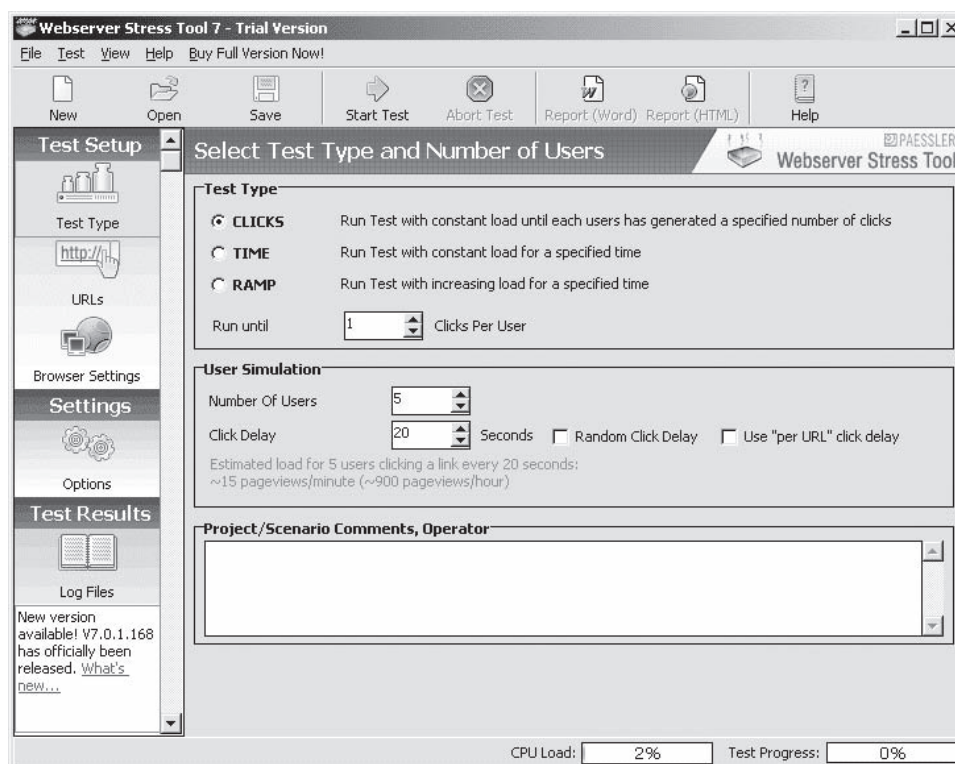 Webserver Stress Tool 7 - Trial Version
File Test View Help Buy Full Version Now!
New Open Save Start Test Abort Test Report (Word) Report (HTML) Help
Test Setup
Test Type
http://
URLs
Browser Settings
Settings
Options
Test Results
Log Files
New version
available! V7.0.1.168
has officially been
released. What's
new...
Select Test Type and Number of Users
PAESSLER
Webserver Stress Tool
Test Type
CLICKS Run Test with constant load until each users has generated a specified number of clicks
TIME Run Test with constant load for a specified time
RAMP Run Test with increasing load for a specified time
Run until 1 Clicks Per User
User Simulation
Number Of Users 5
Click Delay 20 Seconds Random Click Delay Use "per URL" click delay
Estimated load for 5 users clicking a link every 20 seconds:
~15 pageviews/minute (~900 pageviews/hour)
Project/Scenario Comments, Operator
CPU Load: 2% Test Progress: 0%